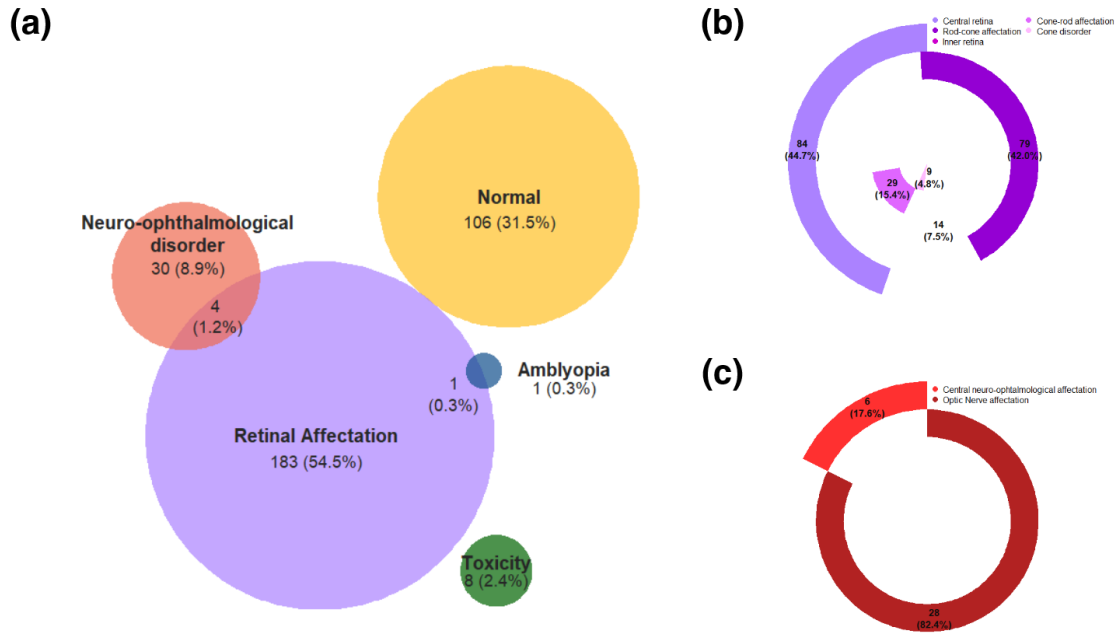 (a)
Normal
106 (31.5%)
Neuro-ophthalmological
disorder
30 (8.9%)
4
(1.2%)
1
(0.3%)
Amblyopia
1 (0.3%)
Retinal Affectation
183 (54.5%)
Toxicity
8 (2.4%)
(b)
Central retina
Rod-cone affectation
Inner retina
Cone-rod affectation
Cone disorder
84
(44.7%)
79
(42.0%)
9
(4.8%)
29
(15.4%)
14
(7.5%)
(c)
Central neuro-ophtalmological affectation
Optic Nerve affectation
6
(17.6%)
28
(82.4%)